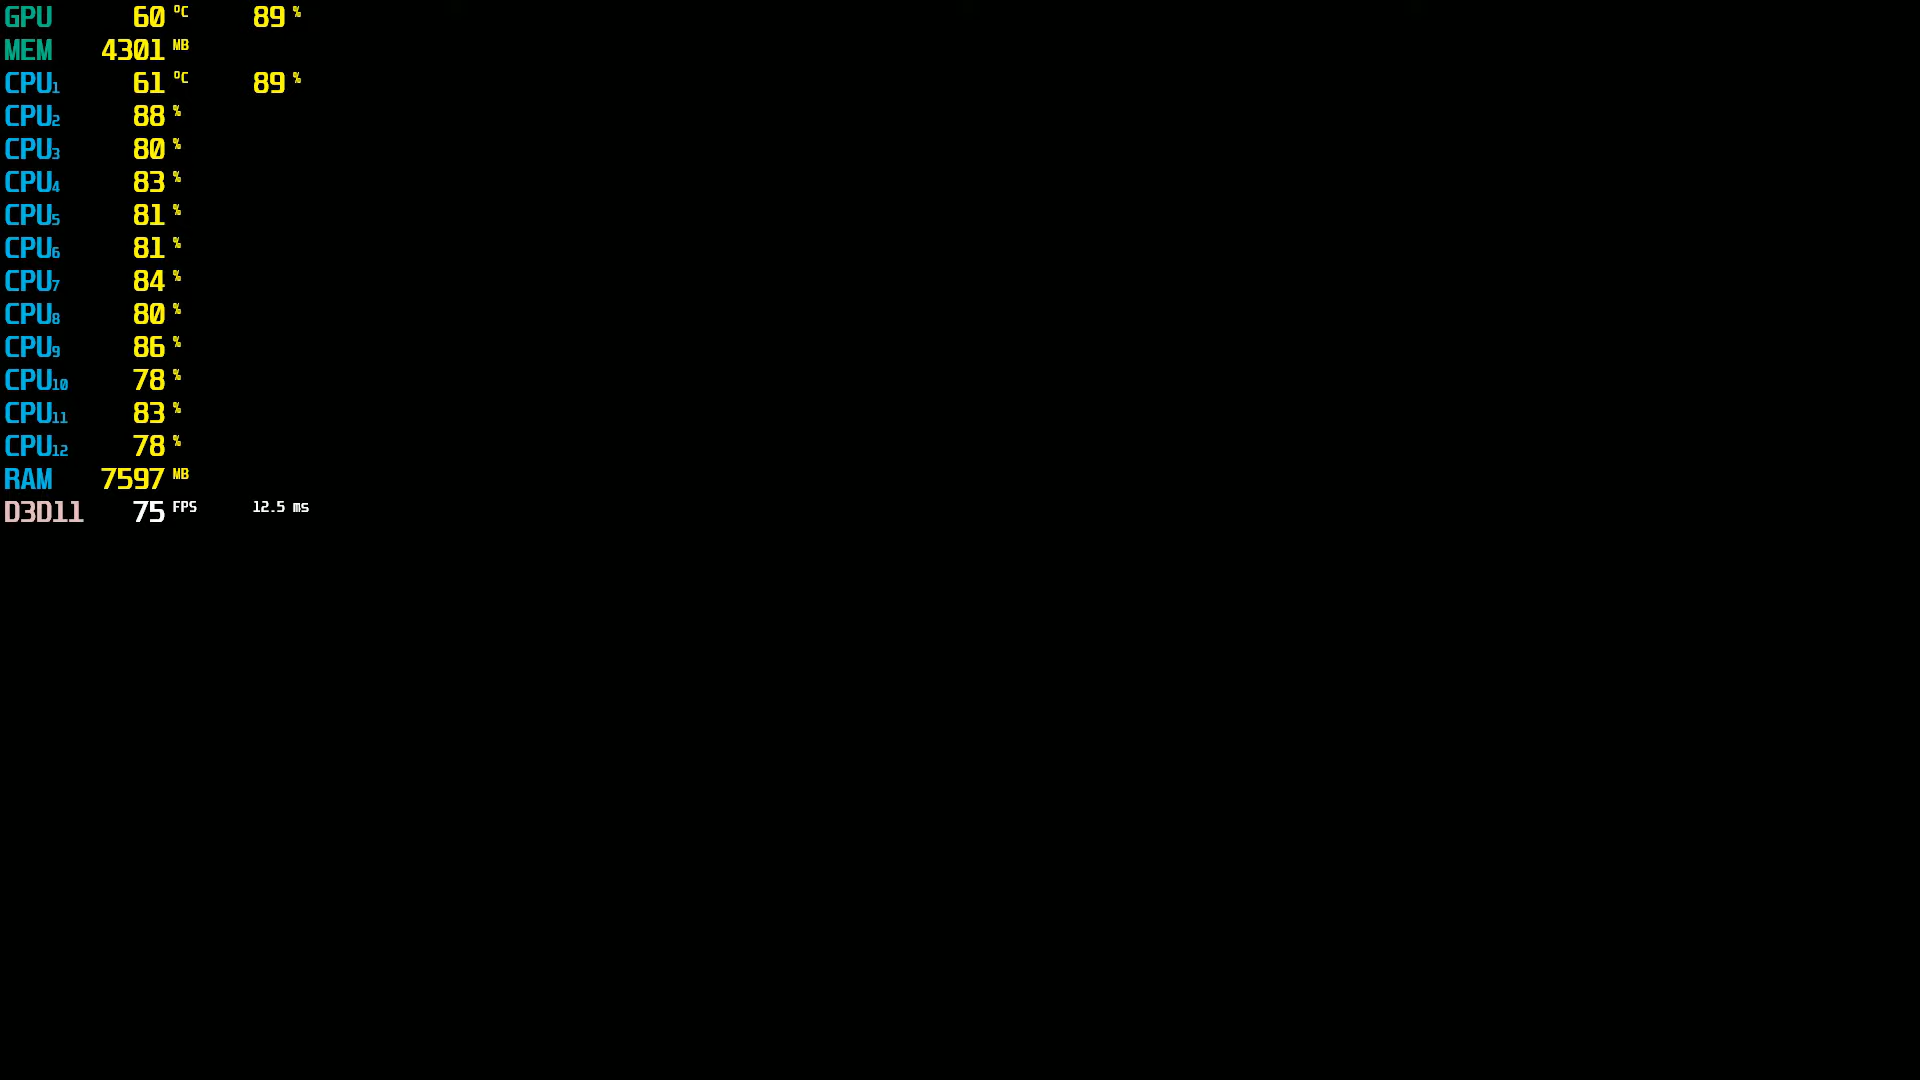 GPU 60 °C 89 %
MEM 4301 MB
CPU1 61 °C 89 %
CPU2 88 %
CPU3 80 %
CPU4 83 %
CPU5 81 %
CPU6 81 %
CPU7 84 %
CPU8 80 %
CPU9 86 %
CPU10 78 %
CPU11 83 %
CPU12 78 %
RAM 7597 MB
D3D11 75 FPS 12.5 ms